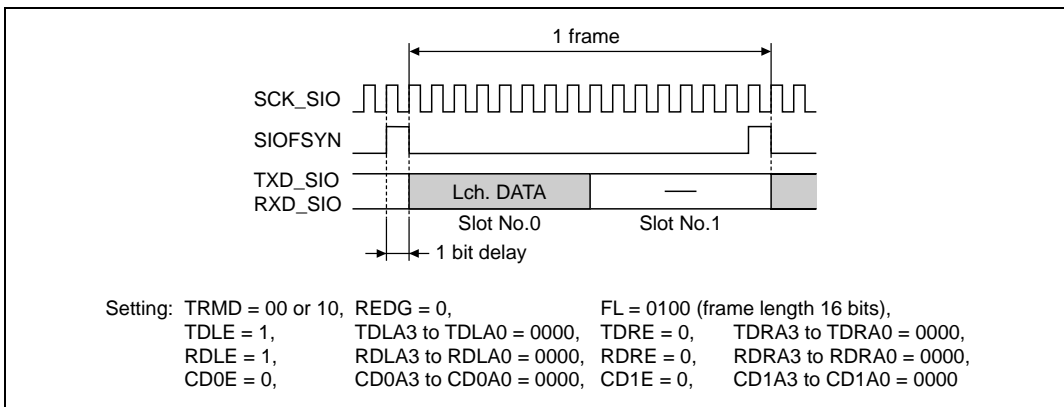 1 frame
SCK_SIO
SIOFSYN
TXD_SIO
RXD_SIO
Lch. DATA
—
Slot No.0 Slot No.1
1 bit delay
Setting: TRMD = 00 or 10, REDG = 0, FL = 0100 (frame length 16 bits),
TDLE = 1, TDLA3 to TDLA0 = 0000, TDRE = 0, TDRA3 to TDRA0 = 0000,
RDLE = 1, RDLA3 to RDLA0 = 0000, RDRE = 0, RDRA3 to RDRA0 = 0000,
CD0E = 0, CD0A3 to CD0A0 = 0000, CD1E = 0, CD1A3 to CD1A0 = 0000